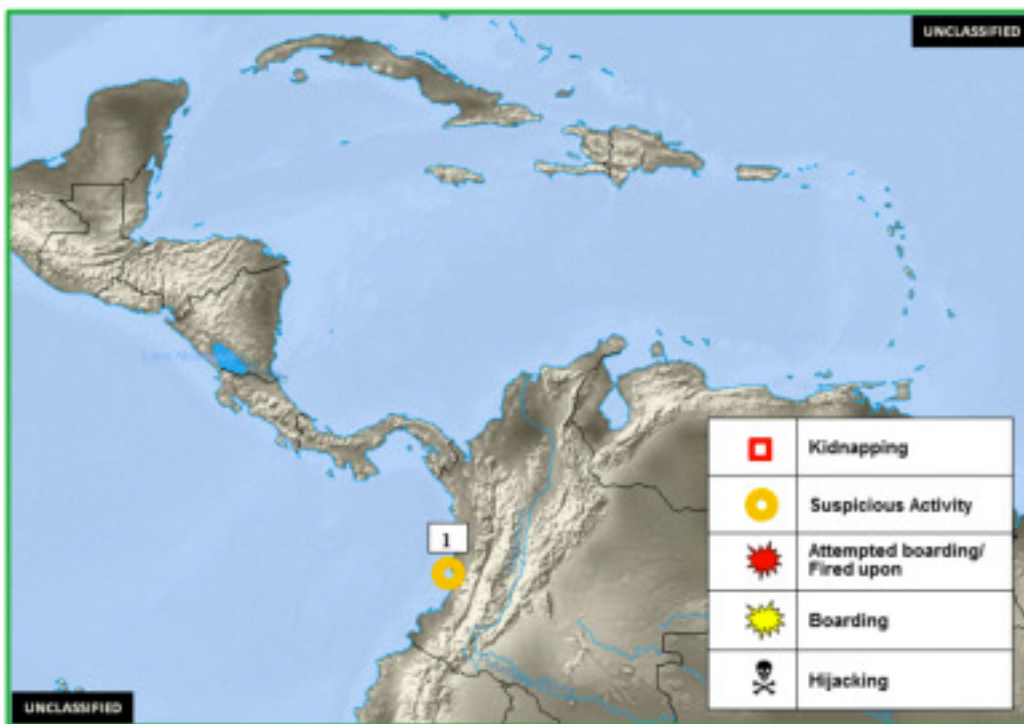 UNCLASSIFIED
1
Kidnapping
Suspicious Activity
Attempted boarding/
Fired upon
Boarding
Hijacking
UNCLASSIFIED